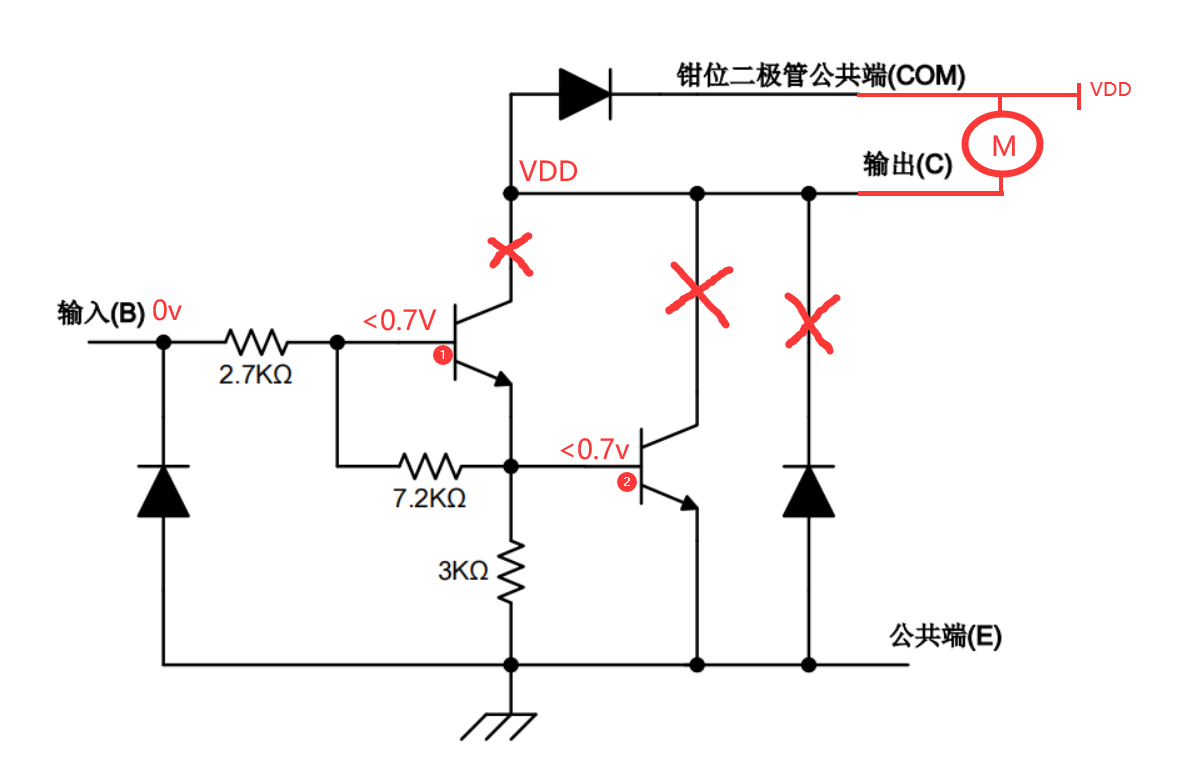 钳位二极管公共端(COM)
VDD
M
输出(C)
VDD
输入(B) 0v
<0.7V
1
2.7KΩ
<0.7v
2
7.2KΩ
3KΩ
公共端(E)